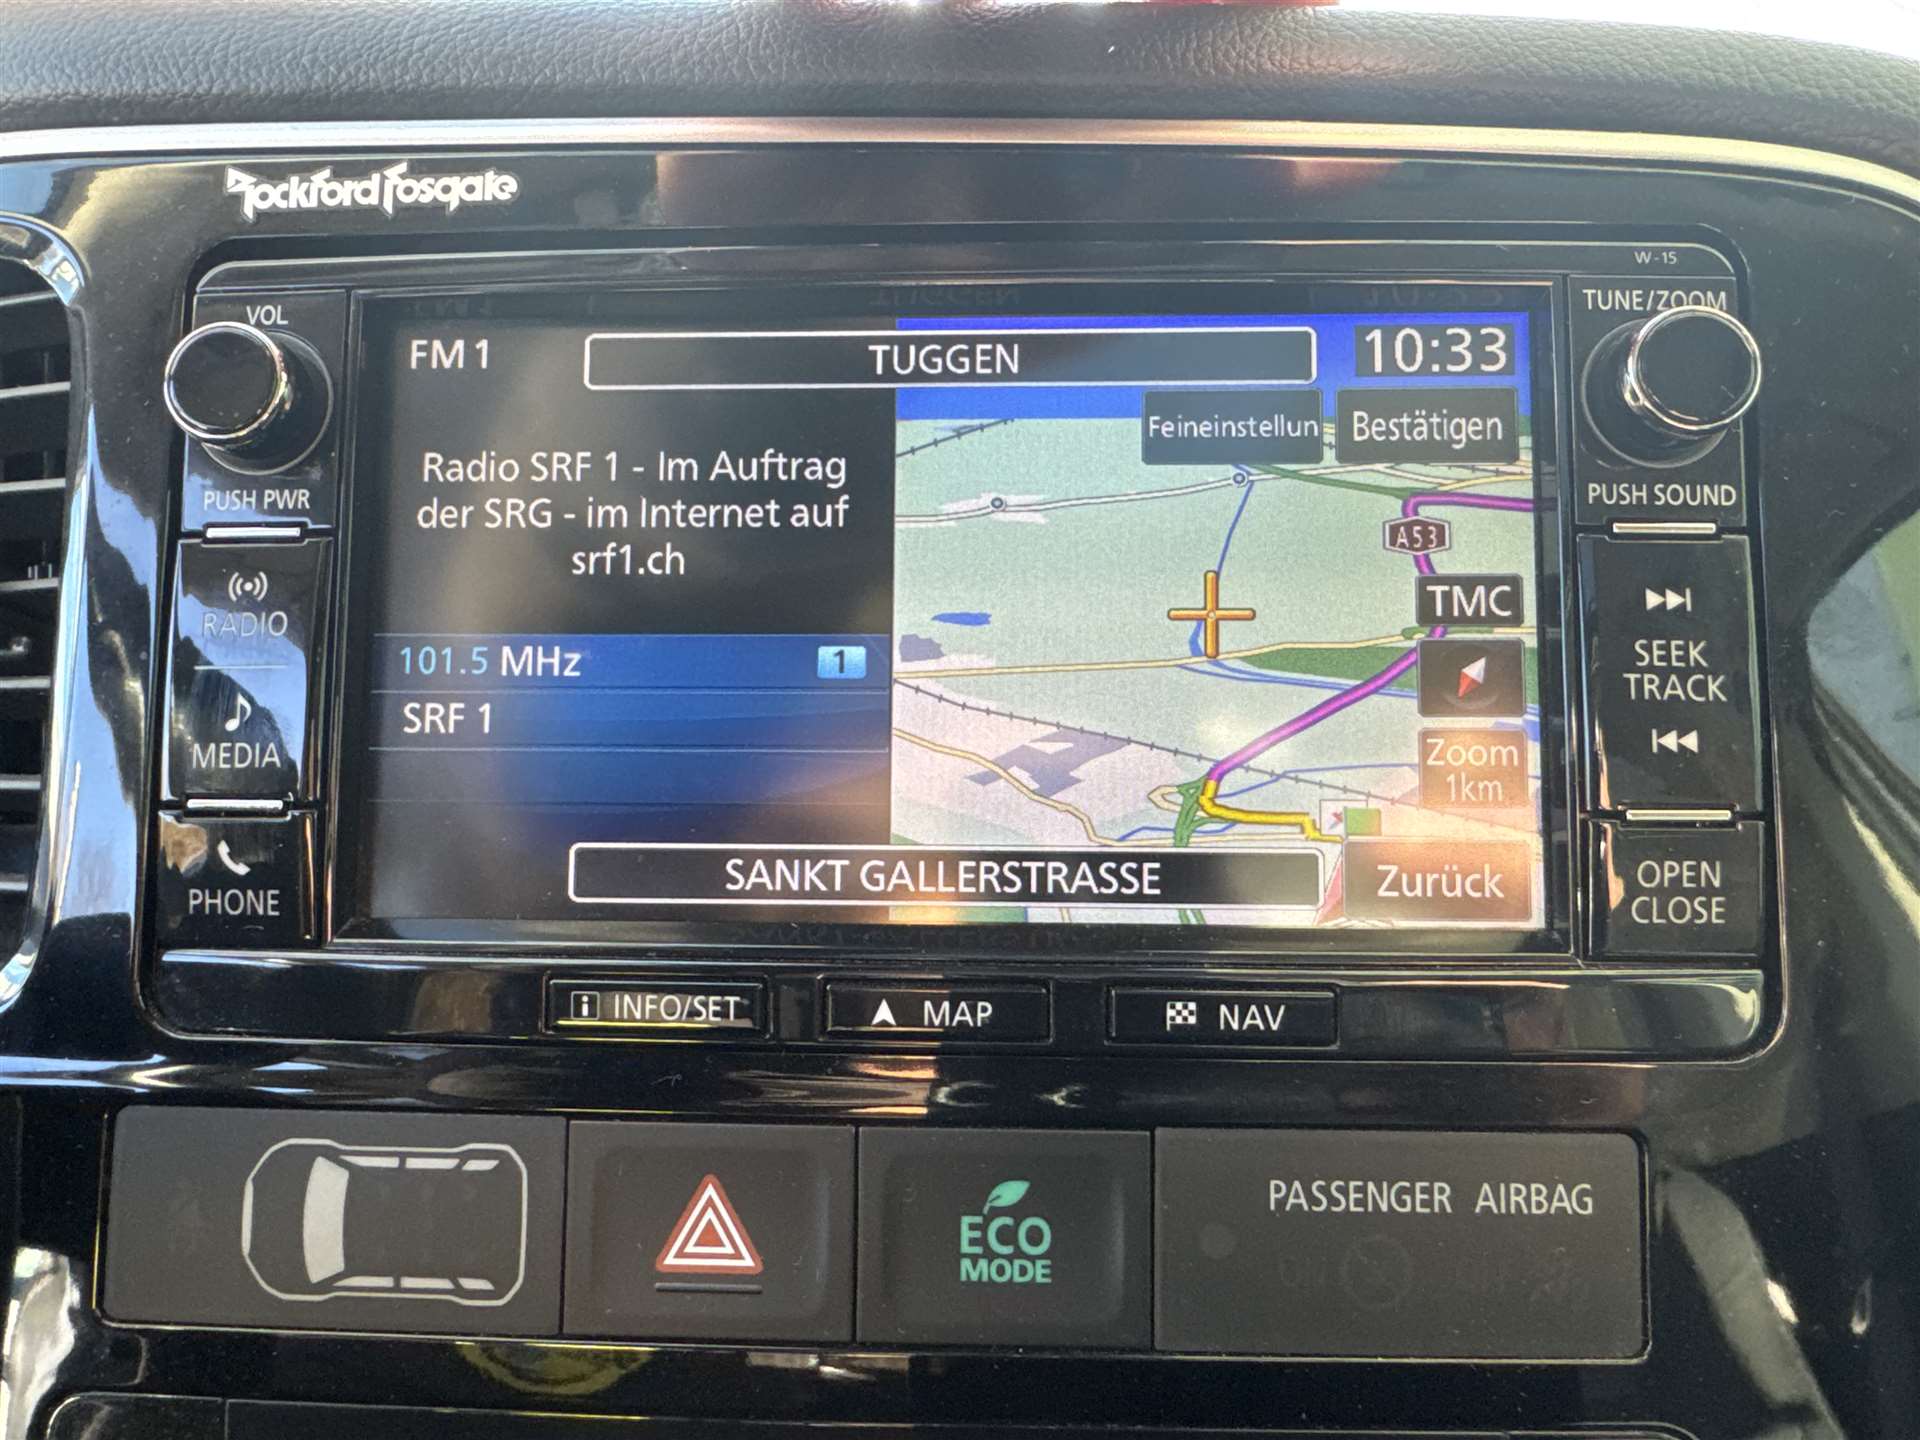 Rockford Fosgate
W-15
VOL
TUNE/ZOOM
FM 1
TUGGEN
10:33
Feineinstellun
Bestätigen
Radio SRF 1 - Im Auftrag
der SRG - im Internet auf
srf1.ch
PUSH PWR
PUSH SOUND
A53
TMC
RADIO
SEEK
TRACK
101.5 MHz
1
SRF 1
MEDIA
Zoom
1km
PHONE
SANKT GALLERSTRASSE
Zurück
OPEN
CLOSE
i INFO/SET
MAP
NAV
ECO
MODE
PASSENGER AIRBAG